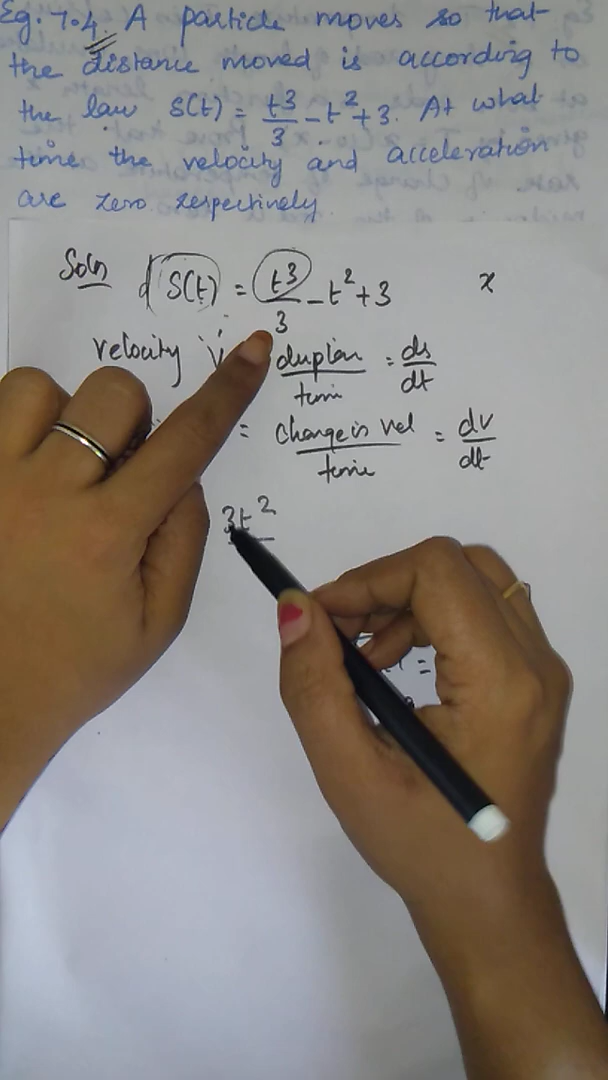 Eg. 7.4. A particle moves so that
the distance moved is according to
the law S(t) = t³/3 - t² + 3. At what
time the velocity and acceleration
are zero respectively.
Soln S(t) = t³/3 - t² + 3 x
velocity = ds/dt
time
= change in vel/time = dv/dt
3t²